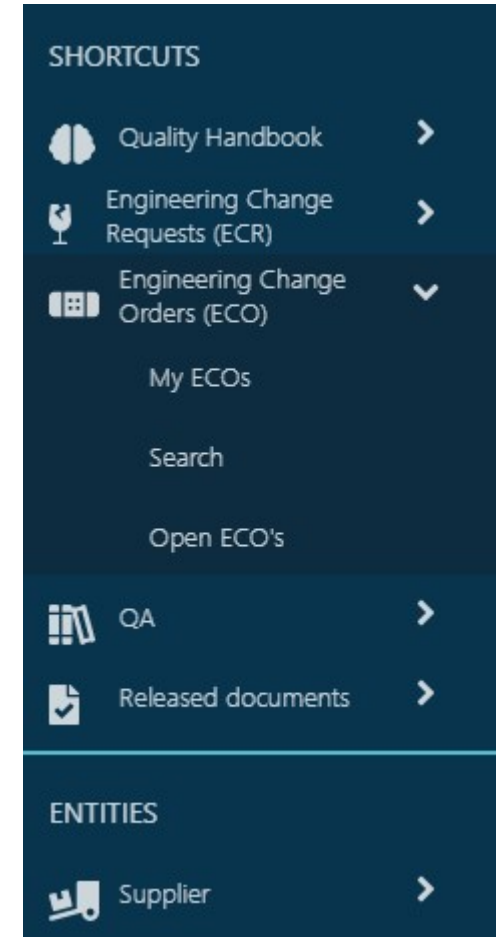 SHORTCUTS
Quality Handbook
Engineering Change
Requests (ECR)
Engineering Change
Orders (ECO)
My ECOs
Search
Open ECO's
QA
Released documents
ENTITIES
Supplier